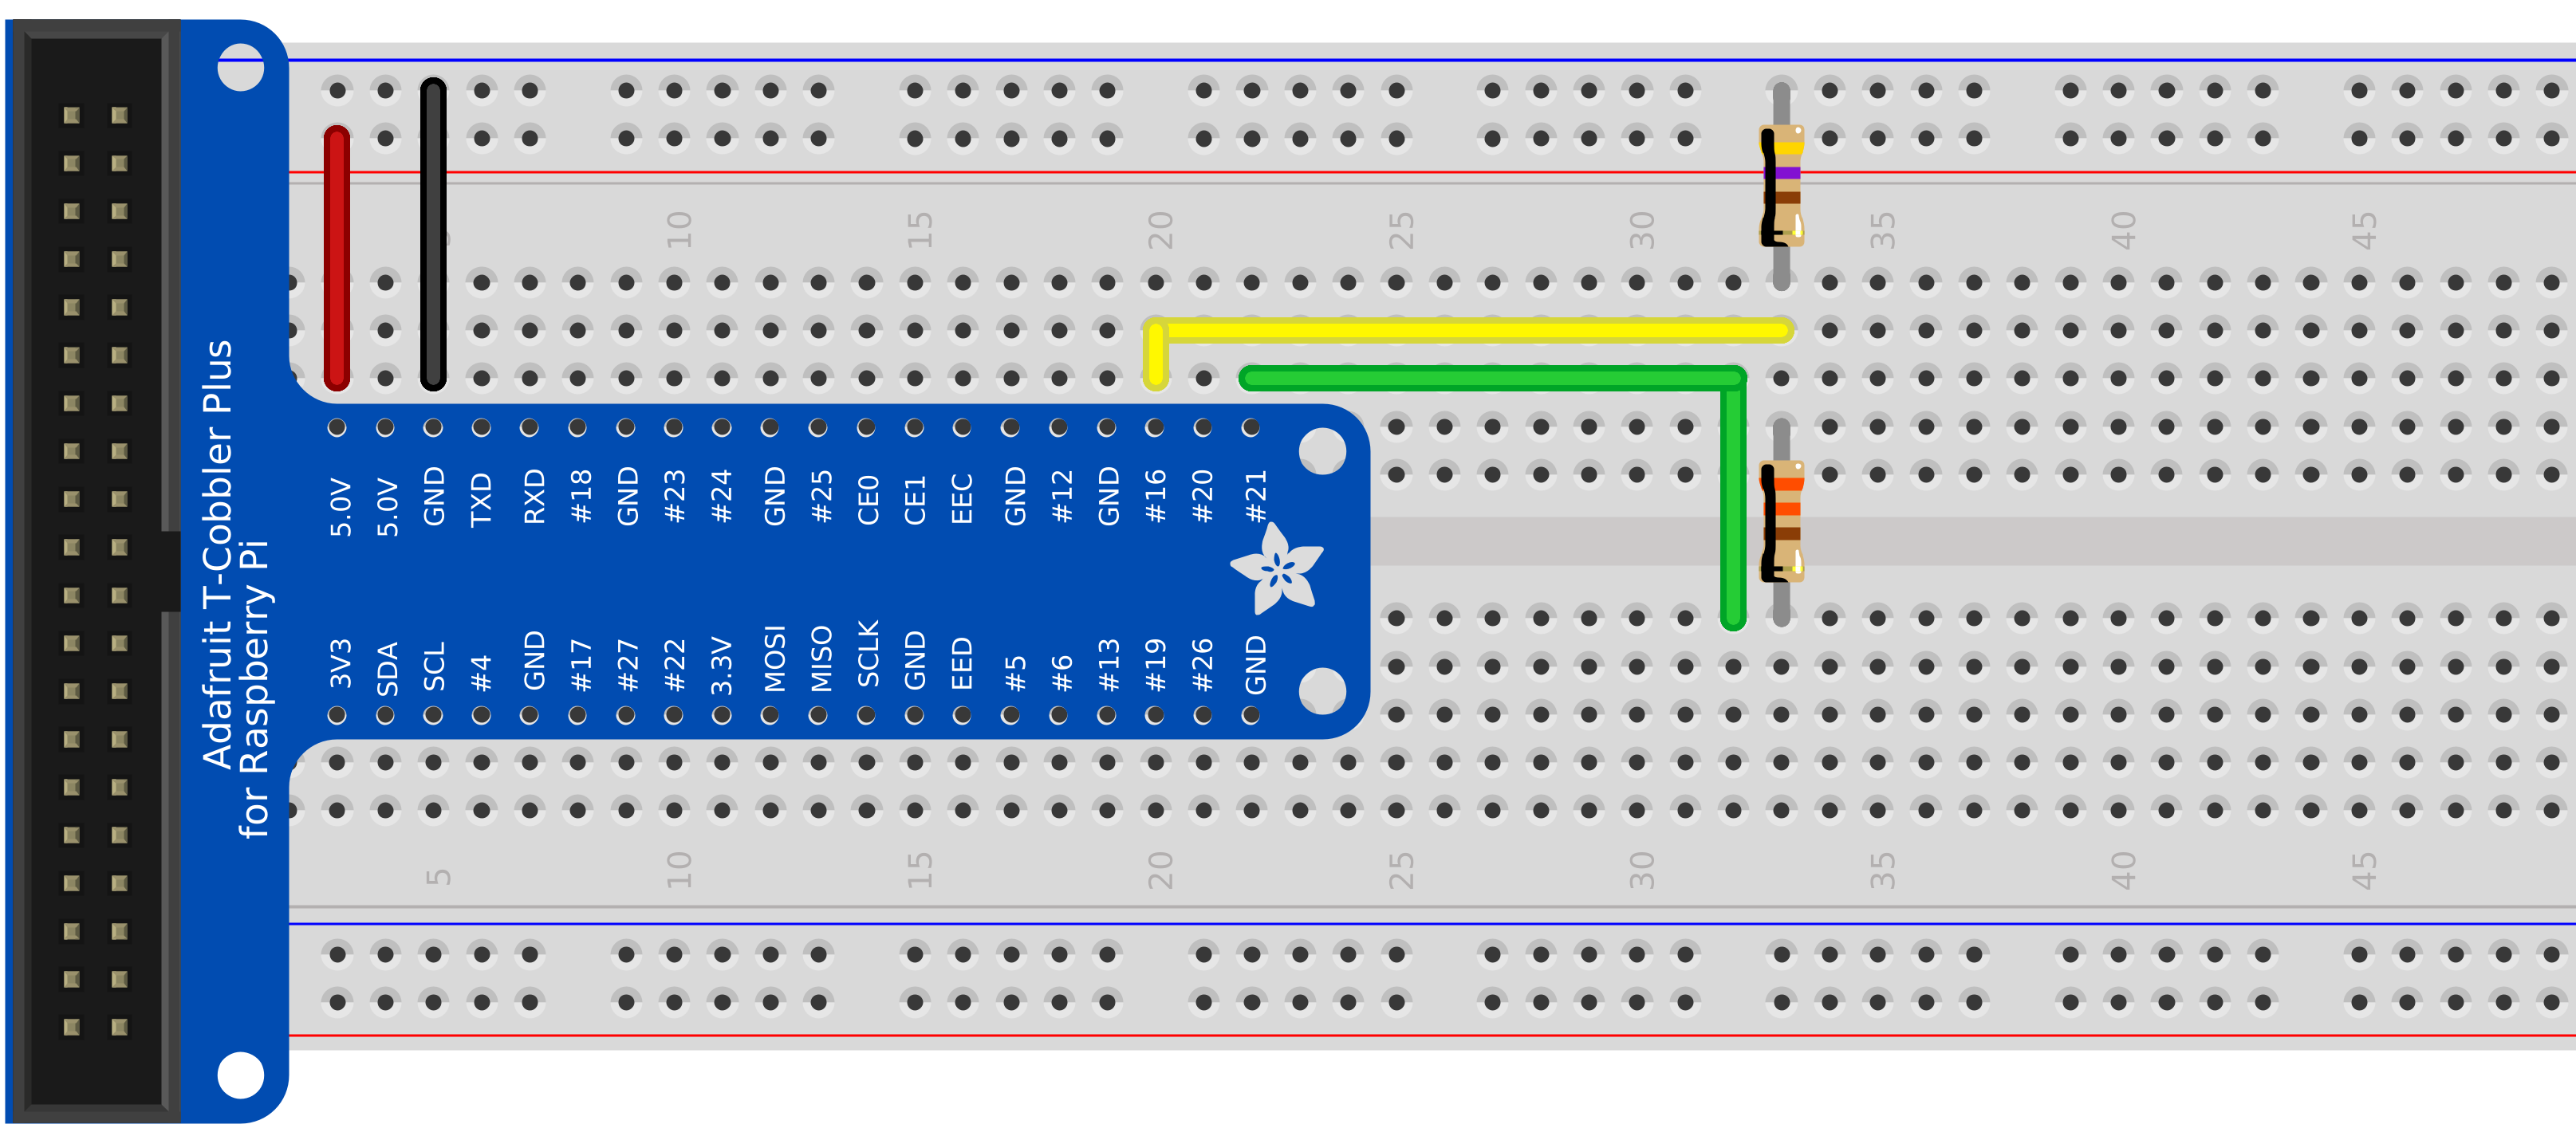 10 15 20 25 30 35 40 45
Adafruit T-Cobbler Plus
for Raspberry Pi
5.0V 5.0V GND TXD RXD #18 GND #23 #24 GND #25 CE0 CE1 EEC GND #12 GND #16 #20 #21
3V3 SDA SCL #4 GND #17 #27 #22 3.3V MOSI MISO SCLK GND EED #5 #6 #13 #19 #26 GND
5 10 15 20 25 30 35 40 45